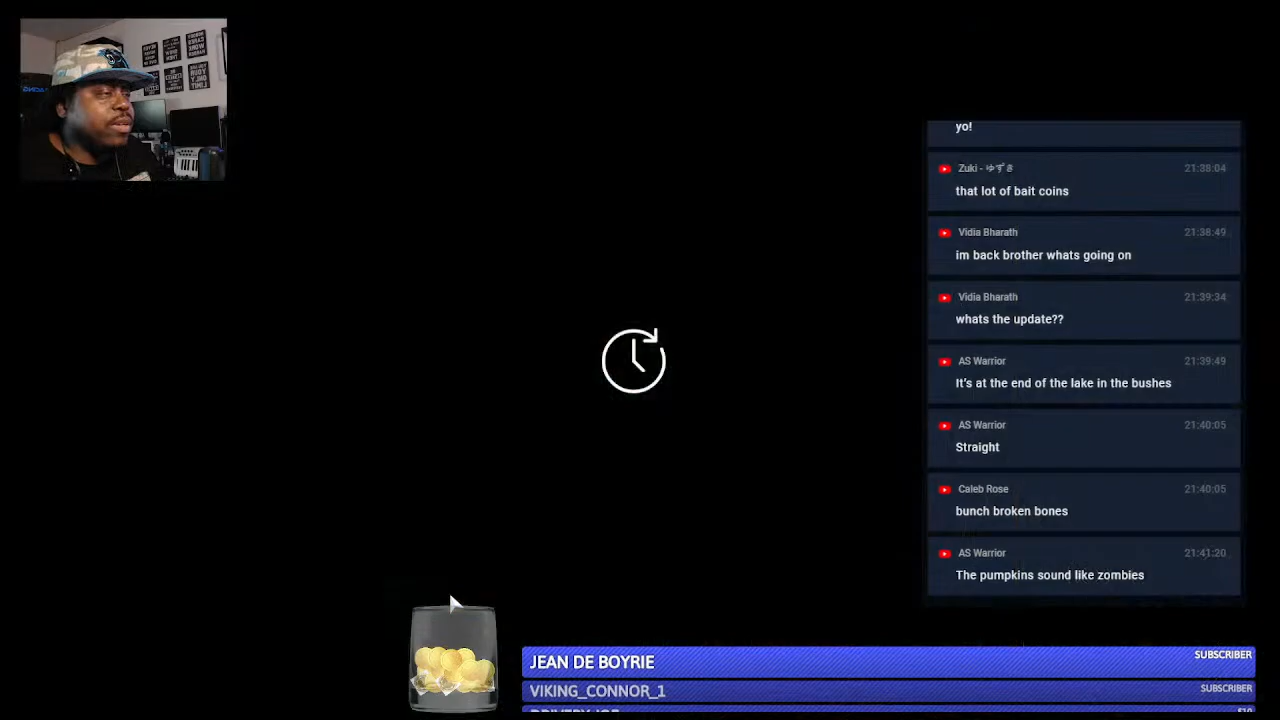 yo!
Zuki - ゆずき 21:38:04
that lot of bait coins
Vidia Bharath 21:38:49
im back brother whats going on
Vidia Bharath 21:39:34
whats the update??
AS Warrior 21:39:49
It's at the end of the lake in the bushes
AS Warrior 21:40:05
Straight
Caleb Rose 21:40:05
bunch broken bones
AS Warrior 21:41:20
The pumpkins sound like zombies
JEAN DE BOYRIE SUBSCRIBER
VIKING_CONNOR_1 SUBSCRIBER